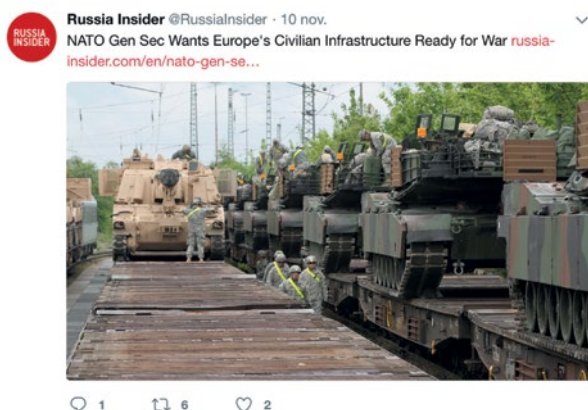 RUSSIA
INSIDER
Russia Insider @RussiaInsider · 10 nov.
NATO Gen Sec Wants Europe's Civilian Infrastructure Ready for War russia-
insider.com/en/nato-gen-se…
1 6 2